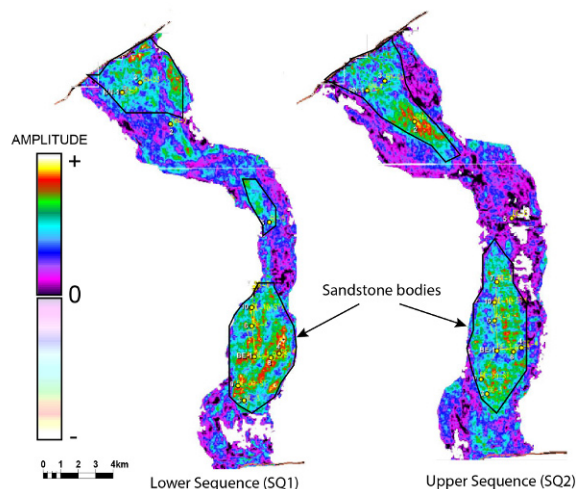 AMPLITUDE
+
0
-
Sandstone bodies
0 1 2 3 4km
Lower Sequence (SQ1)
Upper Sequence (SQ2)